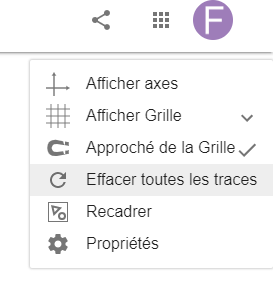 F
Afficher axes
Afficher Grille
Approché de la Grille
Effacer toutes les traces
Recadrer
Propriétés